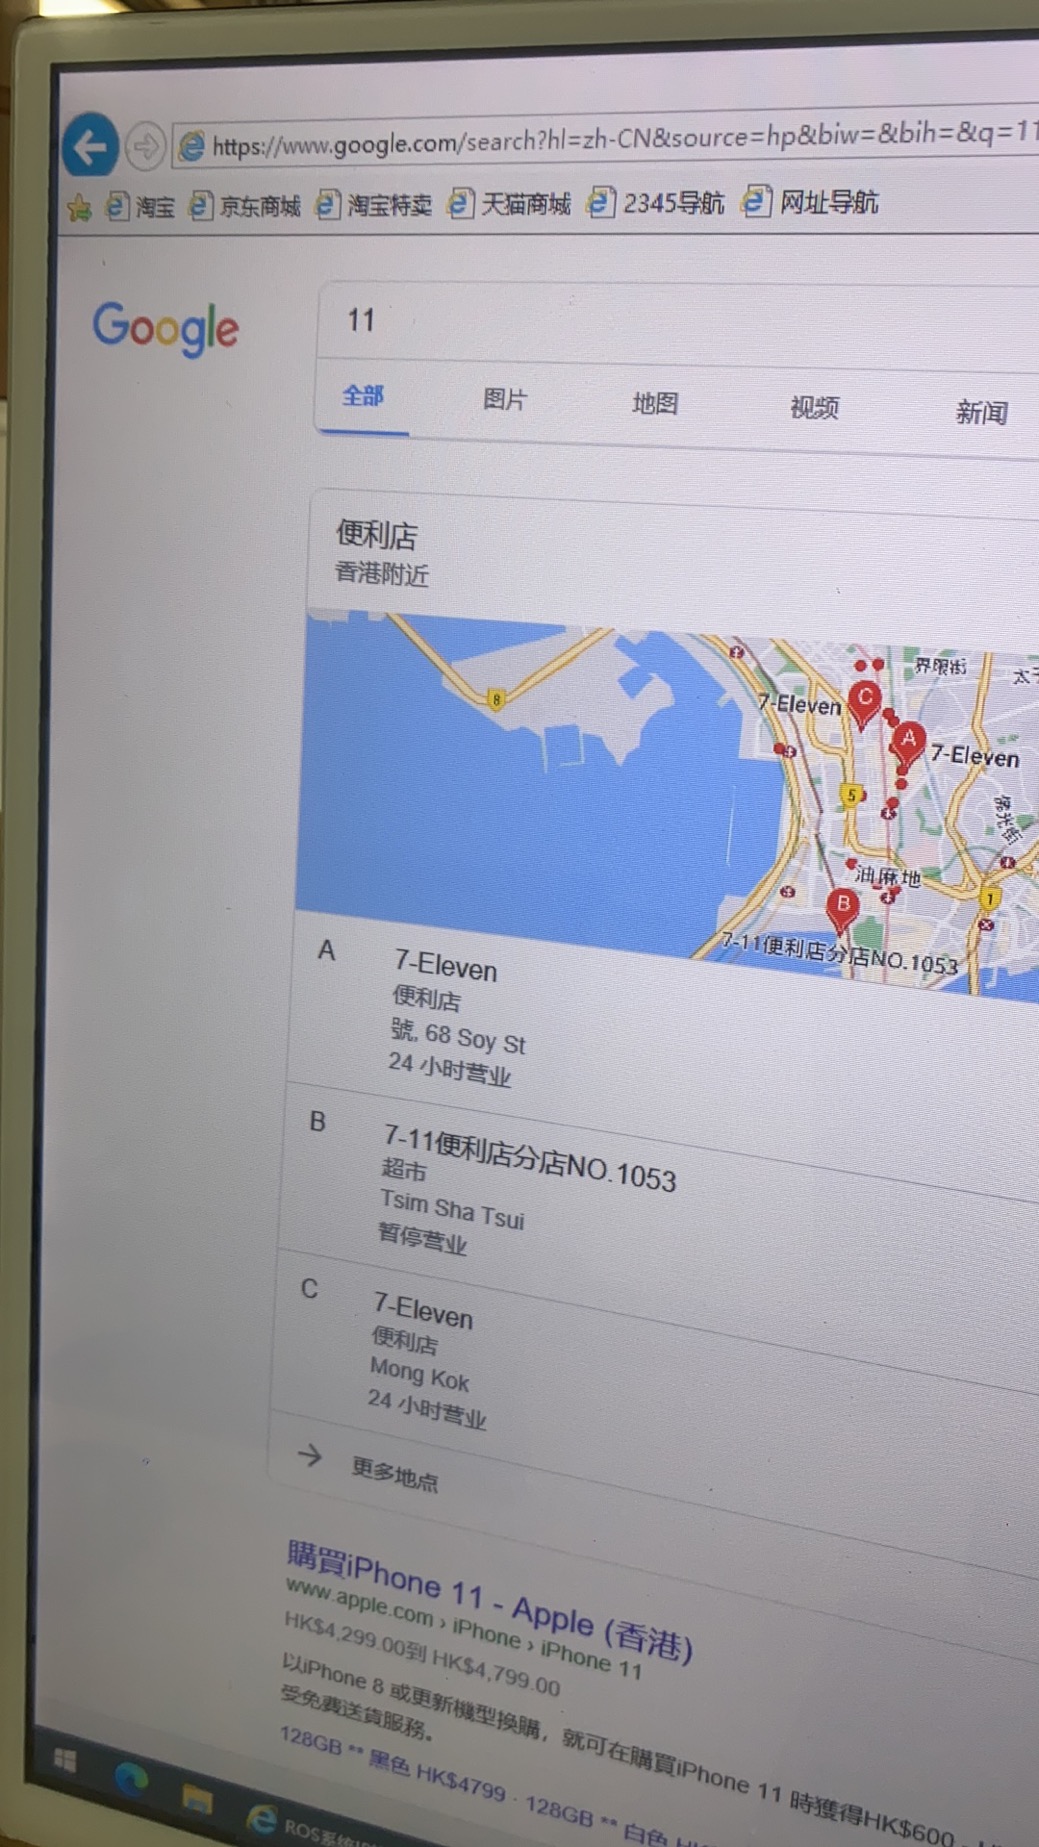 https://www.google.com/search?hl=zh-CN&source=hp&biw=&bih=&q=11
淘宝 京东商城 淘宝特卖 天猫商城 2345导航 网址导航
Google
11
全部 图片 地图 视频 新闻
便利店
香港附近
界限街
太子
8
7-Eleven
C
A
7-Eleven
5
佛光街
油麻地
1
B
7-11便利店分店NO.1053
A
7-Eleven
便利店
號, 68 Soy St
24 小时营业
B
7-11便利店分店NO.1053
超市
Tsim Sha Tsui
暂停营业
C
7-Eleven
便利店
Mong Kok
24 小时营业
更多地点
購買iPhone 11 - Apple (香港)
www.apple.com › iPhone › iPhone 11
HK$4,299.00到 HK$4,799.00
以iPhone 8 或更新機型換購，就可在購買iPhone 11 時獲得HK$600
受免費送貨服務。
128GB ** 黑色 HK$4799 · 128GB ** 白色
ROS系统